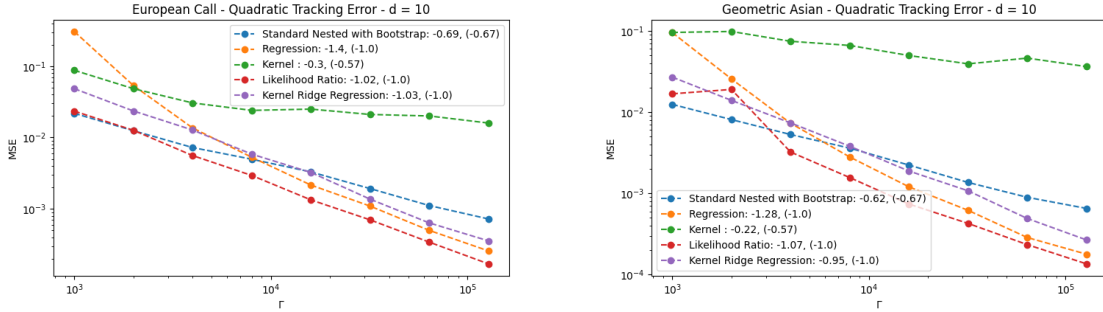 European Call - Quadratic Tracking Error - d = 10
MSE
10⁻¹
10⁻²
10⁻³
Standard Nested with Bootstrap: -0.69, (-0.67)
Regression: -1.4, (-1.0)
Kernel : -0.3, (-0.57)
Likelihood Ratio: -1.02, (-1.0)
Kernel Ridge Regression: -1.03, (-1.0)
10³
10⁴
10⁵
Γ
Geometric Asian - Quadratic Tracking Error - d = 10
MSE
10⁻¹
10⁻²
10⁻³
10⁻⁴
Standard Nested with Bootstrap: -0.62, (-0.67)
Regression: -1.28, (-1.0)
Kernel : -0.22, (-0.57)
Likelihood Ratio: -1.07, (-1.0)
Kernel Ridge Regression: -0.95, (-1.0)
10³
10⁴
10⁵
Γ